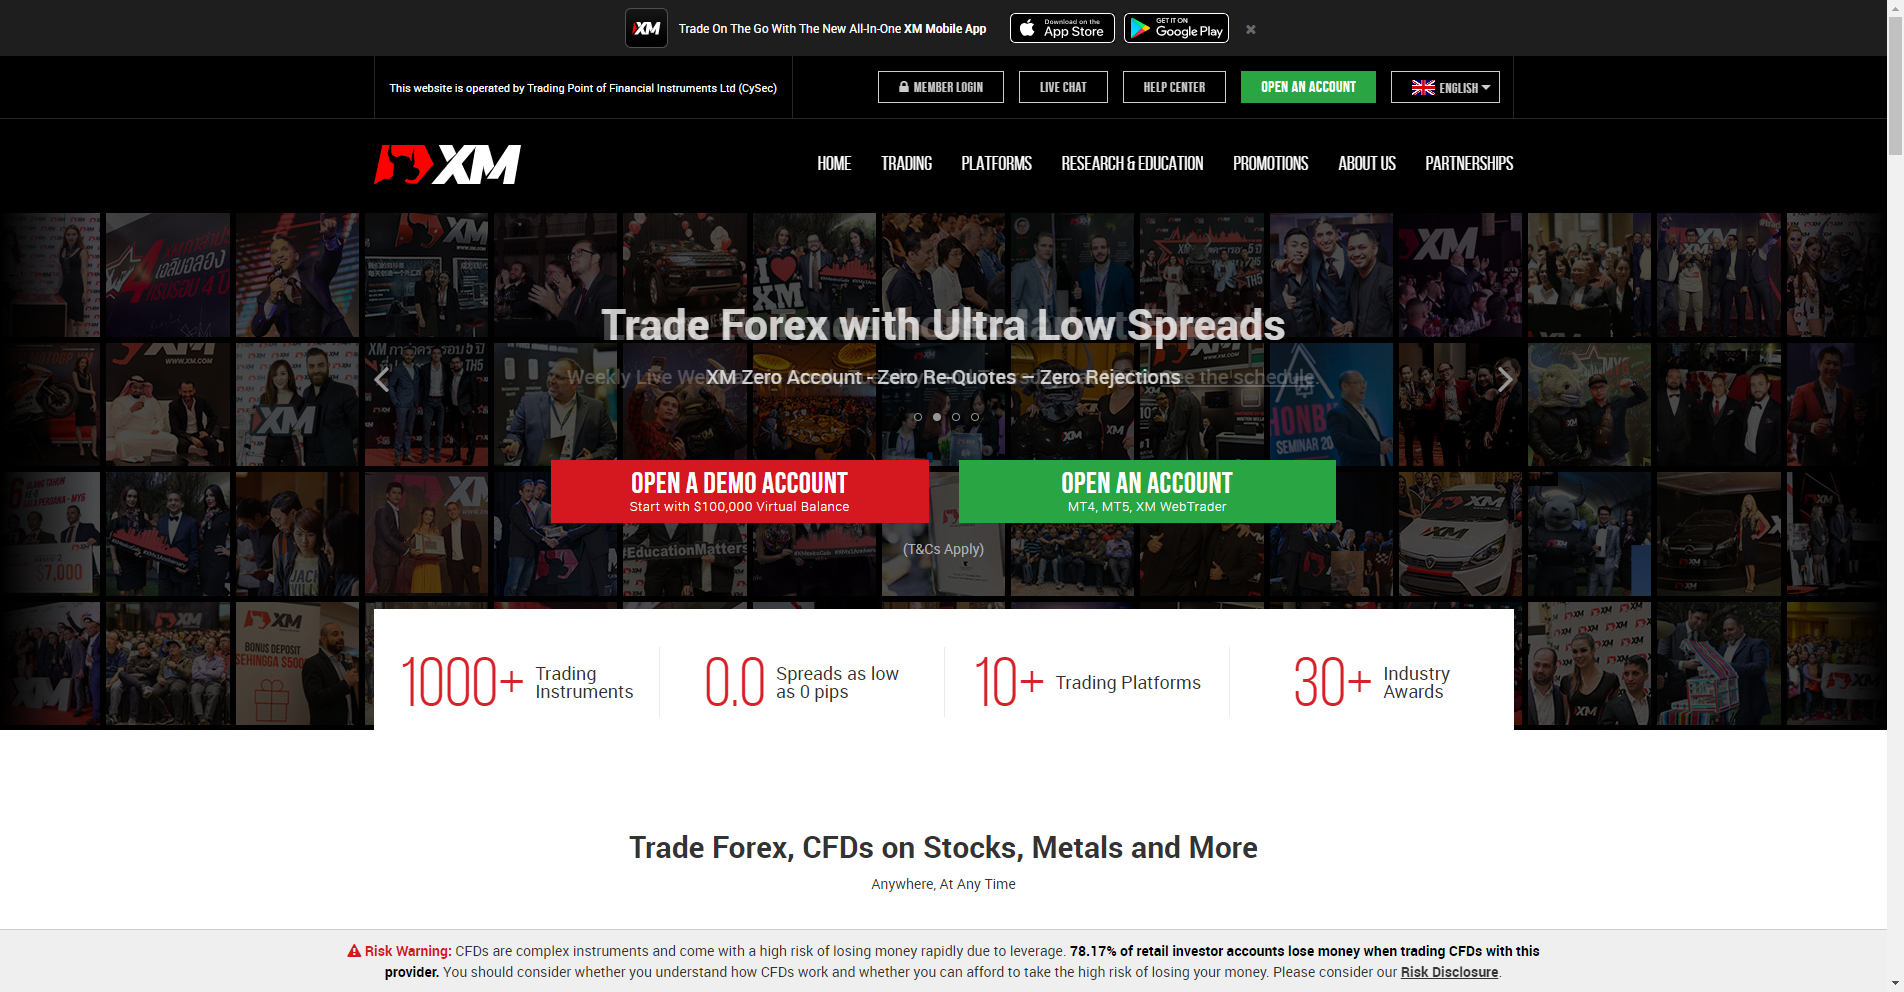 XM
Trade On The Go With The New All-In-One XM Mobile App
Download on the
App Store
GET IT ON
Google Play
This website is operated by Trading Point of Financial Instruments Ltd (CySec)
MEMBER LOGIN
LIVE CHAT
HELP CENTER
OPEN AN ACCOUNT
ENGLISH
XM
HOME
TRADING
PLATFORMS
RESEARCH & EDUCATION
PROMOTIONS
ABOUT US
PARTNERSHIPS
Trade Forex with Ultra Low Spreads
XM Zero Account - Zero Re-Quotes – Zero Rejections
OPEN A DEMO ACCOUNT
Start with $100,000 Virtual Balance
OPEN AN ACCOUNT
MT4, MT5, XM WebTrader
(T&Cs Apply)
#EducationMatters
$7,000
BONUS DEPOSIT
SEHINGGA $500
1000+
Trading
Instruments
0.0
Spreads as low
as 0 pips
10+
Trading Platforms
30+
Industry
Awards
Trade Forex, CFDs on Stocks, Metals and More
Anywhere, At Any Time
Risk Warning: CFDs are complex instruments and come with a high risk of losing money rapidly due to leverage. 78.17% of retail investor accounts lose money when trading CFDs with this
provider. You should consider whether you understand how CFDs work and whether you can afford to take the high risk of losing your money. Please consider our Risk Disclosure.